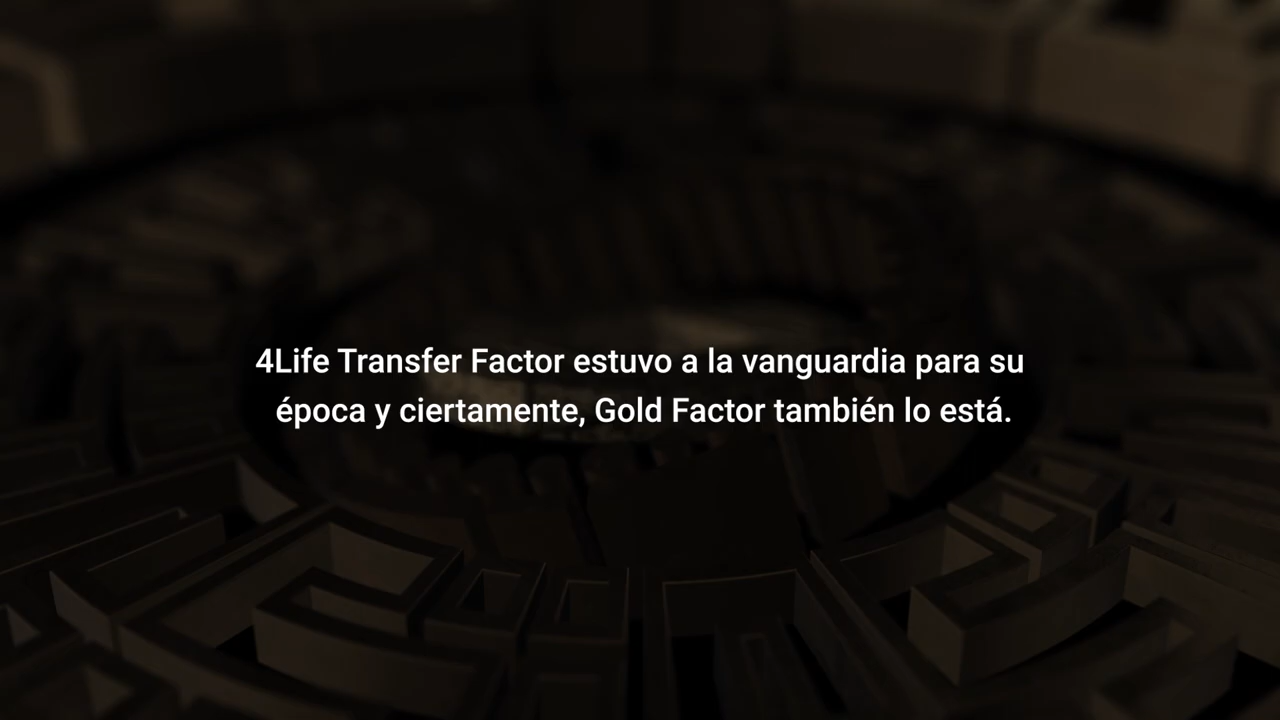 4Life Transfer Factor estuvo a la vanguardia para su
época y ciertamente, Gold Factor también lo está.